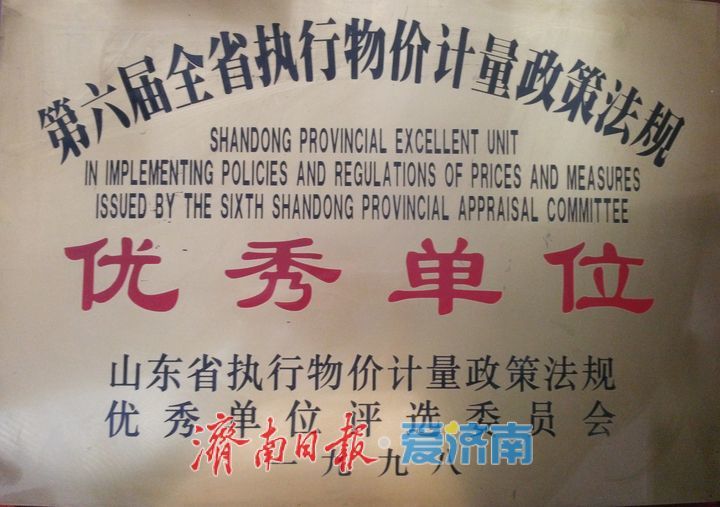 第六届全省执行物价计量政策法规
SHANDONG PROVINCIAL EXCELLENT UNIT
IN IMPLEMENTING POLICIES AND REGULATIONS OF PRICES AND MEASURES
ISSUED BY THE SIXTH SHANDONG PROVINCIAL APPRAISAL COMMITTEE
优秀单位
山东省执行物价计量政策法规
优秀单位评选委员会
濟南日报·爱济南
一九九八